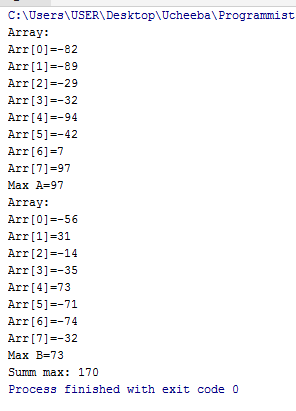 C:\Users\USER\Desktop\Ucheeba\Programmist
Array:
Arr[0]=-82
Arr[1]=-89
Arr[2]=-29
Arr[3]=-32
Arr[4]=-94
Arr[5]=-42
Arr[6]=7
Arr[7]=97
Max A=97
Array:
Arr[0]=-56
Arr[1]=31
Arr[2]=-14
Arr[3]=-35
Arr[4]=73
Arr[5]=-71
Arr[6]=-74
Arr[7]=-32
Max B=73
Summ max: 170
Process finished with exit code 0